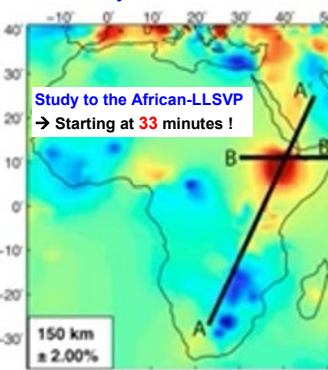 -10° 0° 10° 20° 30° 40°
40°
30°
Study to the African-LLSVP
→ Starting at 33 minutes !
20°
A'
10°
B
0°
-10°
-20°
-30°
A
150 km
± 2.00%